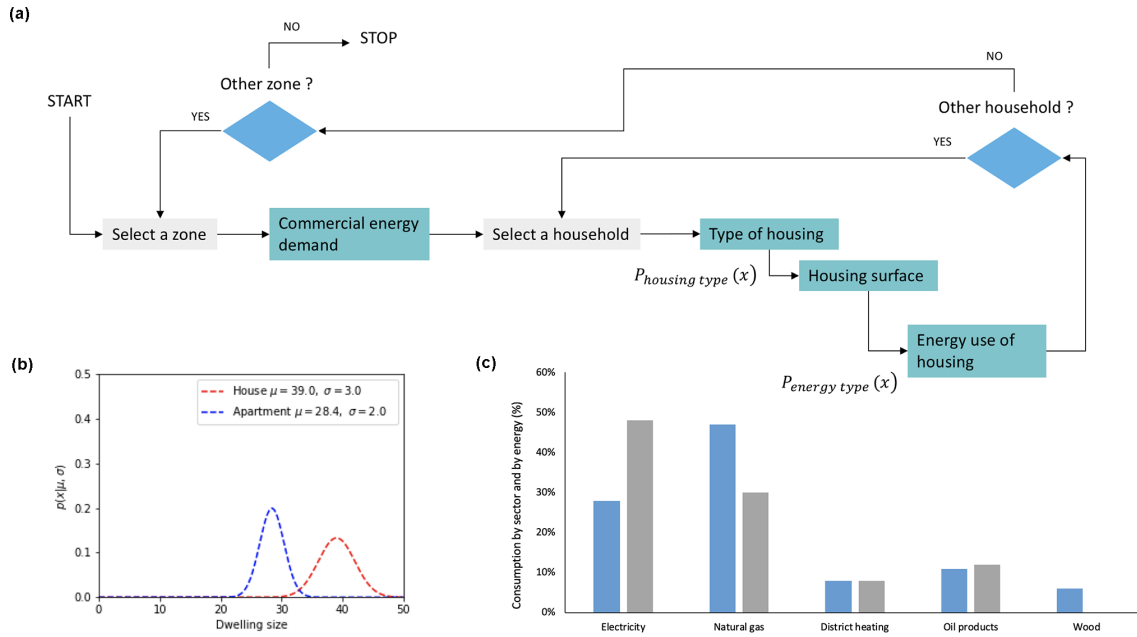 (a)
NO
STOP
Other zone ?
START
YES
NO
Other household ?
YES
Select a zone
Commercial energy
demand
Select a household
Type of housing
P_housing type (x)
Housing surface
Energy use of
housing
P_energy type (x)
(b)
0.5
0.4
0.3
0.2
0.1
0.0
p(x|μ, σ)
House μ = 39.0, σ = 3.0
Apartment μ = 28.4, σ = 2.0
0 10 20 30 40 50
Dwelling size
(c)
60%
50%
40%
30%
20%
10%
0%
Consumption by sector and by energy (%)
Electricity Natural gas District heating Oil products Wood